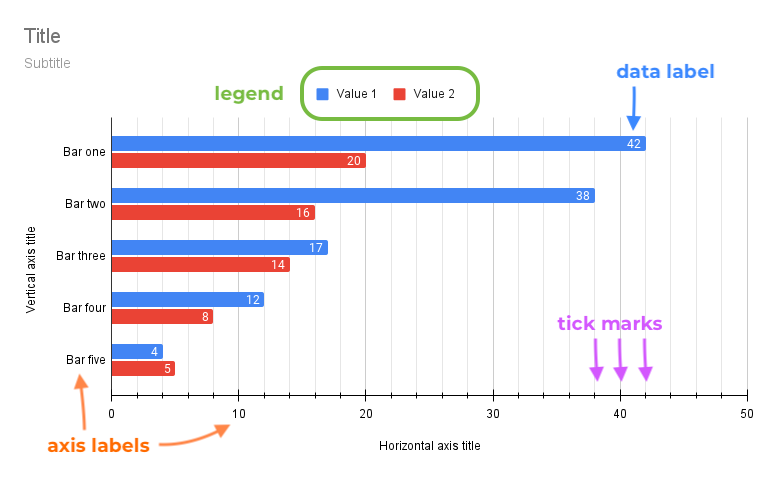 Title
Subtitle
data label
legend
Value 1 Value 2
Bar one
42
20
Bar two
38
16
Vertical axis title
Bar three
17
14
Bar four
12
8
tick marks
Bar five
4
5
0 10 20 30 40 50
axis labels
Horizontal axis title